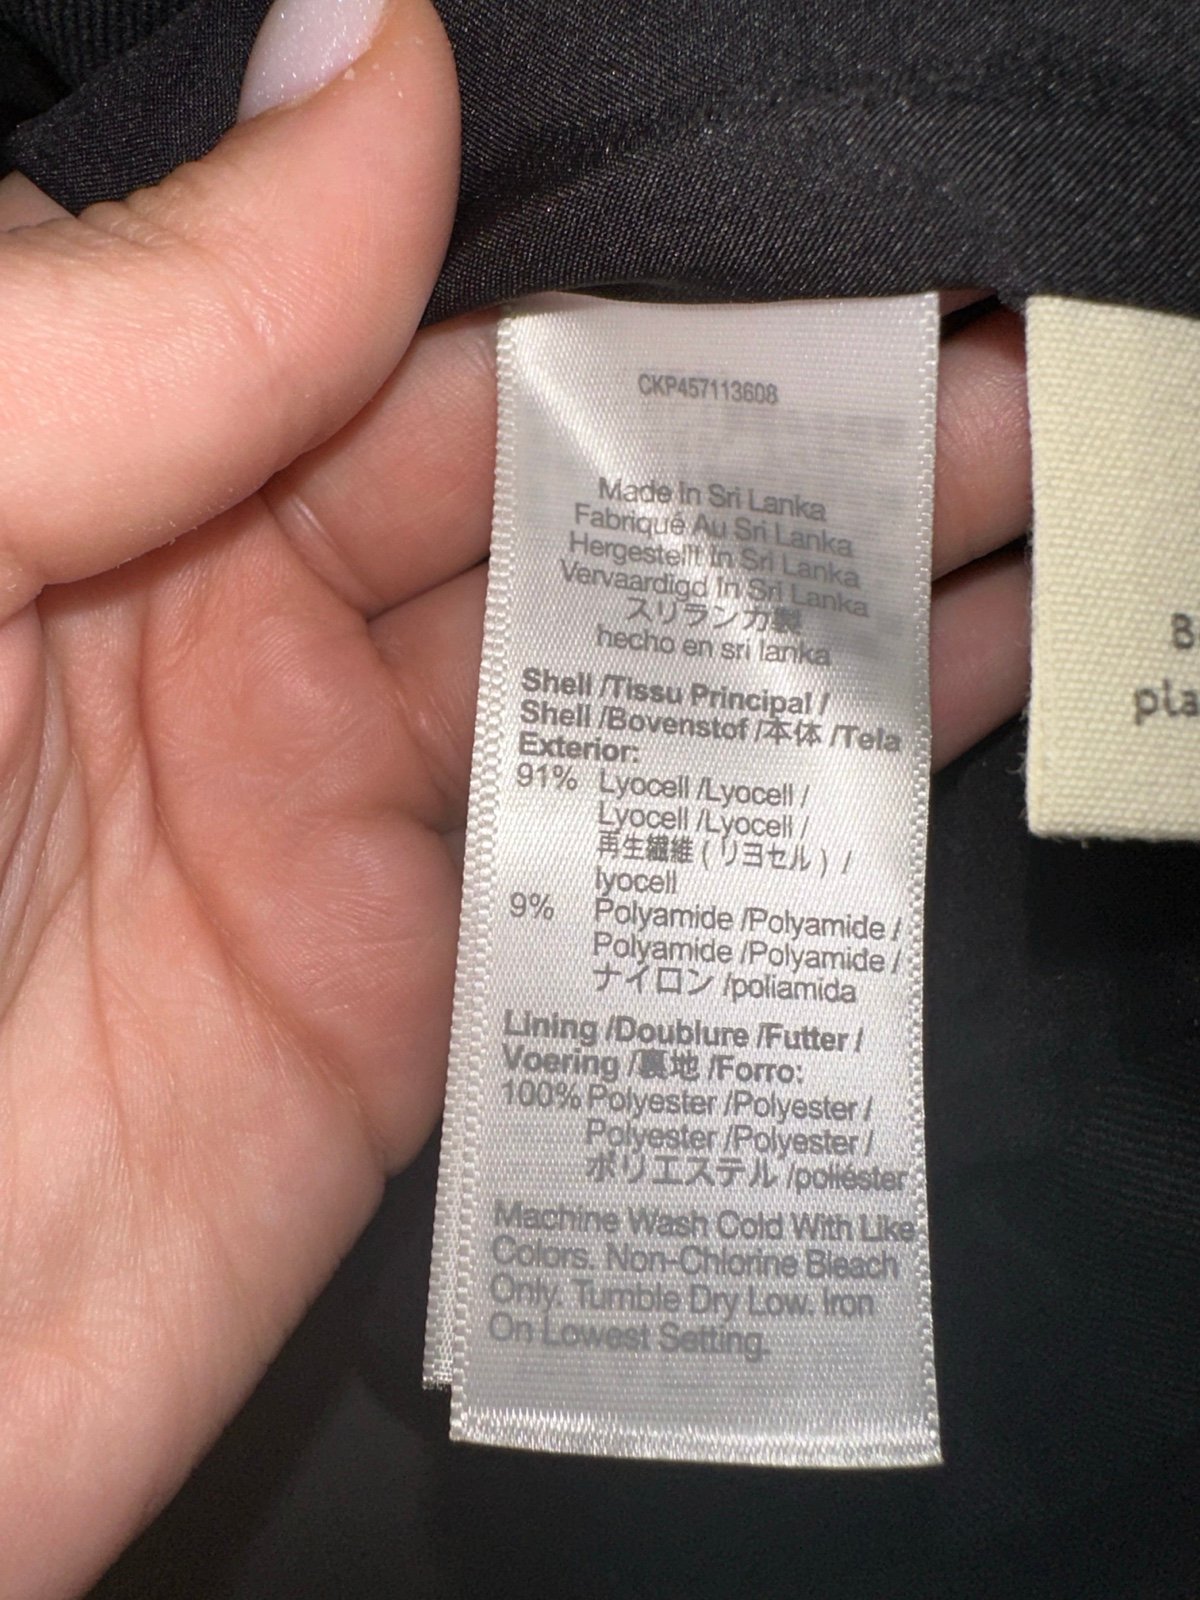 CKP457113608
Made In Sri Lanka
Fabriqué Au Sri Lanka
Hergestellt In Sri Lanka
Vervaardigd In Sri Lanka
スリランカ製
hecho en sri lanka
Shell /Tissu Principal /
Shell /Bovenstof /本体 /Tela
Exterior:
91% Lyocell /Lyocell /
Lyocell /Lyocell /
再生繊維 ( リヨセル ) /
lyocell
9% Polyamide /Polyamide /
Polyamide /Polyamide /
ナイロン /poliamida
Lining /Doublure /Futter /
Voering /裏地 /Forro:
100% Polyester /Polyester /
Polyester /Polyester /
ポリエステル /poliéster
Machine Wash Cold With Like
Colors. Non-Chlorine Bleach
Only. Tumble Dry Low. Iron
On Lowest Setting.
B
pla